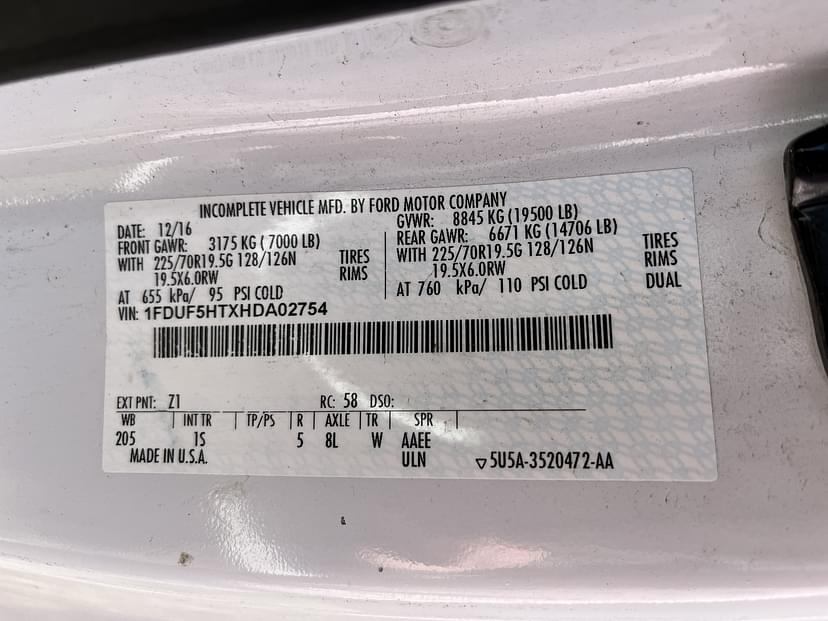 INCOMPLETE VEHICLE MFD. BY FORD MOTOR COMPANY
DATE: 12/16 GVWR: 8845 KG (19500 LB)
FRONT GAWR: 3175 KG (7000 LB) REAR GAWR: 6671 KG (14706 LB)
WITH 225/70R19.5G 128/126N TIRES WITH 225/70R19.5G 128/126N TIRES
19.5X6.0RW RIMS 19.5X6.0RW RIMS
AT 655 kPa/ 95 PSI COLD AT 760 kPa/ 110 PSI COLD DUAL
VIN: 1FDUF5HTXHDA02754
EXT PNT: Z1 RC: 58 DSO:
WB INT TR TP/PS R AXLE TR SPR
205 1S 5 8L W AAEE
MADE IN U.S.A. ULN ▽5U5A-3520472-AA